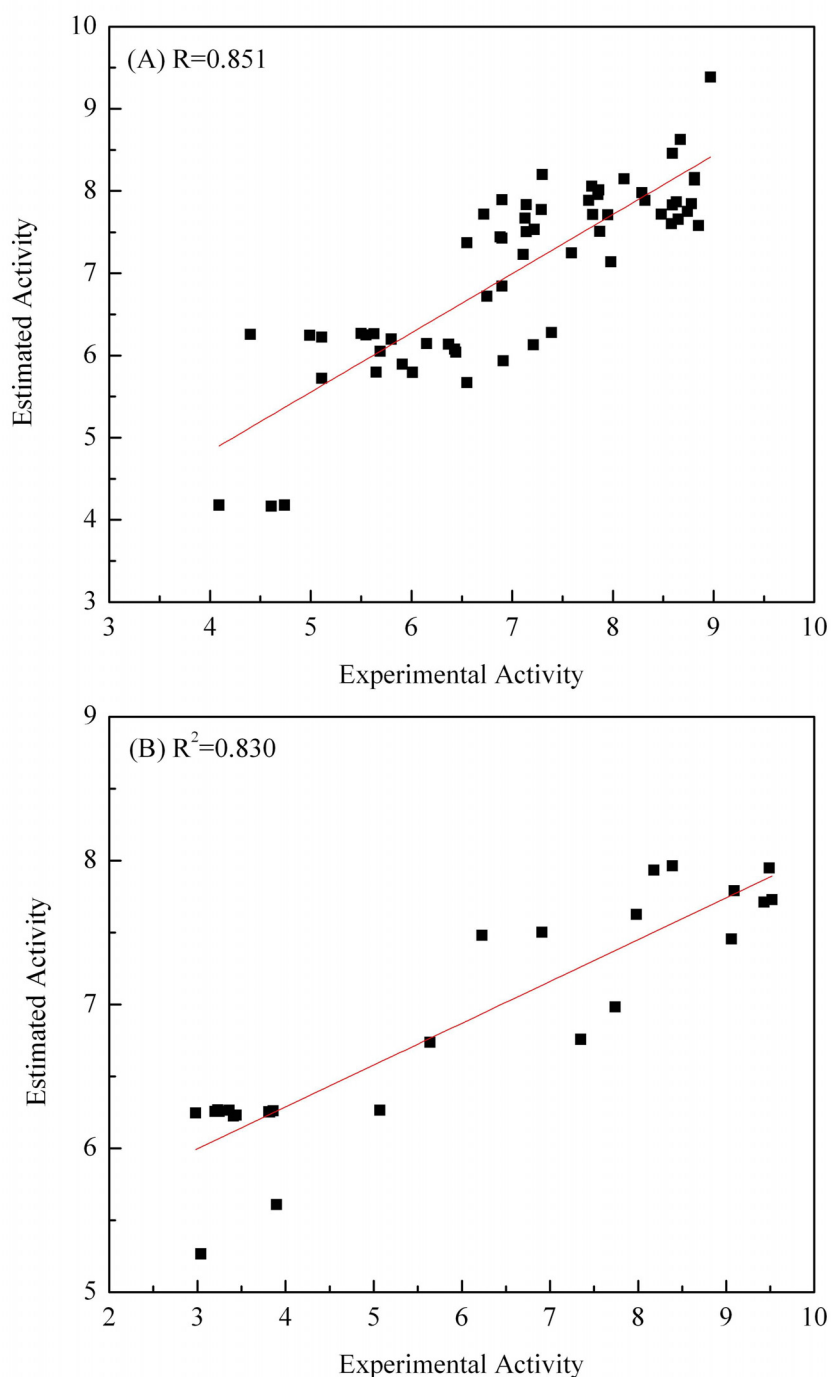 (A) R=0.851
10
9
8
7
6
5
4
3
Estimated Activity
3 4 5 6 7 8 9 10
Experimental Activity
(B) R²=0.830
9
8
7
6
5
Estimated Activity
2 3 4 5 6 7 8 9 10
Experimental Activity